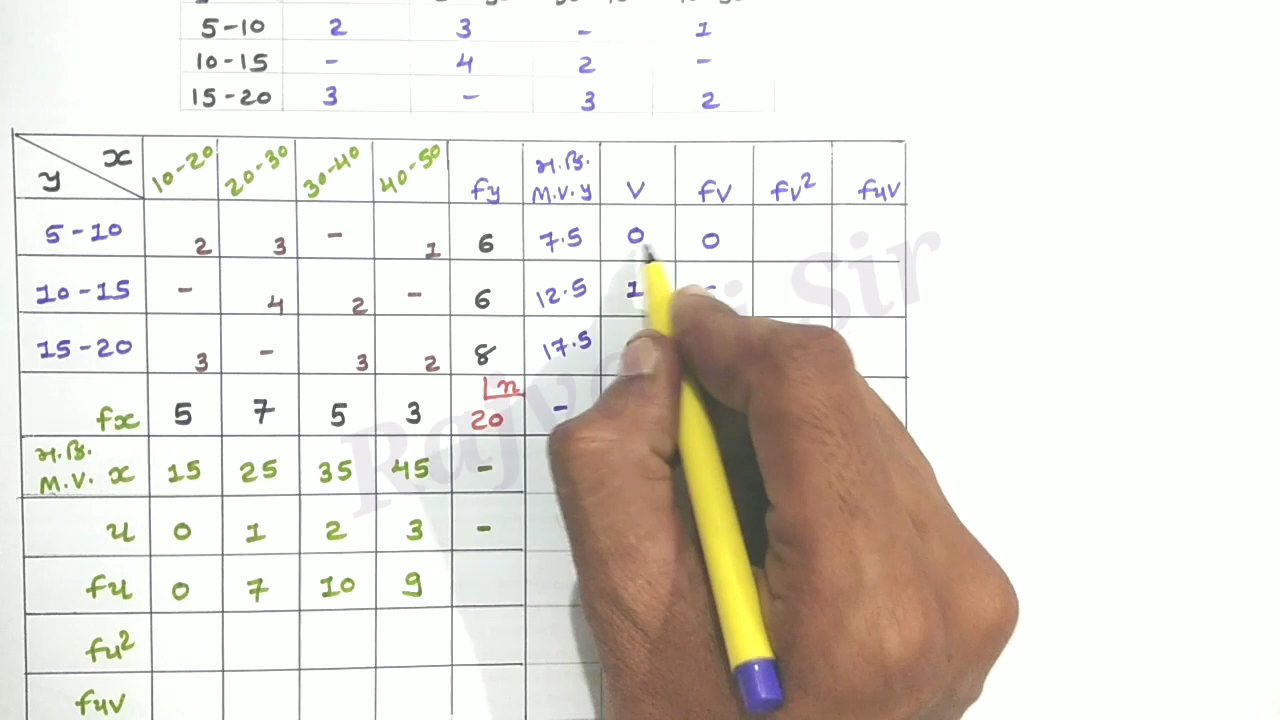 5-10 2 3 - 1
10-15 - 4 2 -
15-20 3 - 3 2
x 10-20 20-30 30-40 40-50 fy મ.કિં. M.V. y V fv fv² fuv
y
5-10 2 3 - 1 6 7.5 0 0
10-15 - 4 2 - 6 12.5 1
15-20 3 - 3 2 8 17.5
fx 5 7 5 3 20 n -
મ.કિં. M.V. x 15 25 35 45 -
u 0 1 2 3 -
fu 0 7 10 9
fu²
fuv